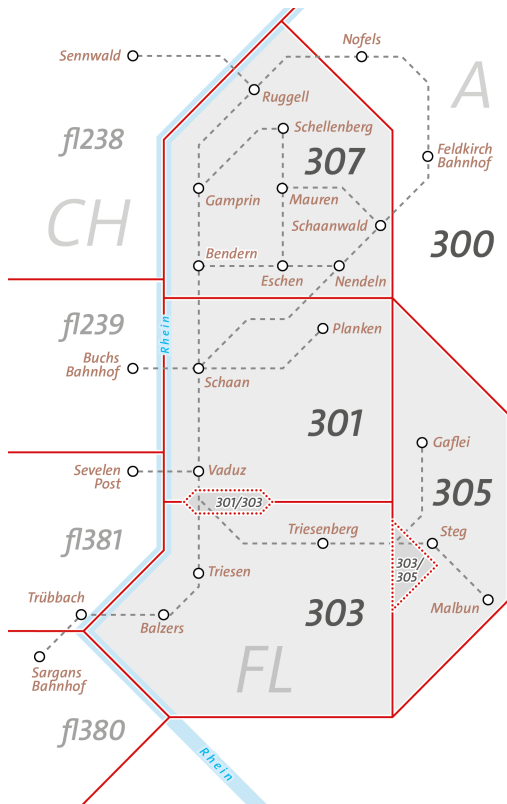 Nofels
Sennwald
A
Ruggell
Schellenberg
fl238
307
Feldkirch
Bahnhof
Gamprin
Mauren
CH
Schaanwald
300
Bendern
Eschen
Nendeln
fl239
Rhein
Planken
Buchs
Bahnhof
Schaan
301
Gaflei
Sevelen
Post
Vaduz
305
301/303
fl381
Triesenberg
Steg
303/
305
Triesen
Trübbach
303
Malbun
Balzers
Sargans
Bahnhof
FL
fl380
Rhein